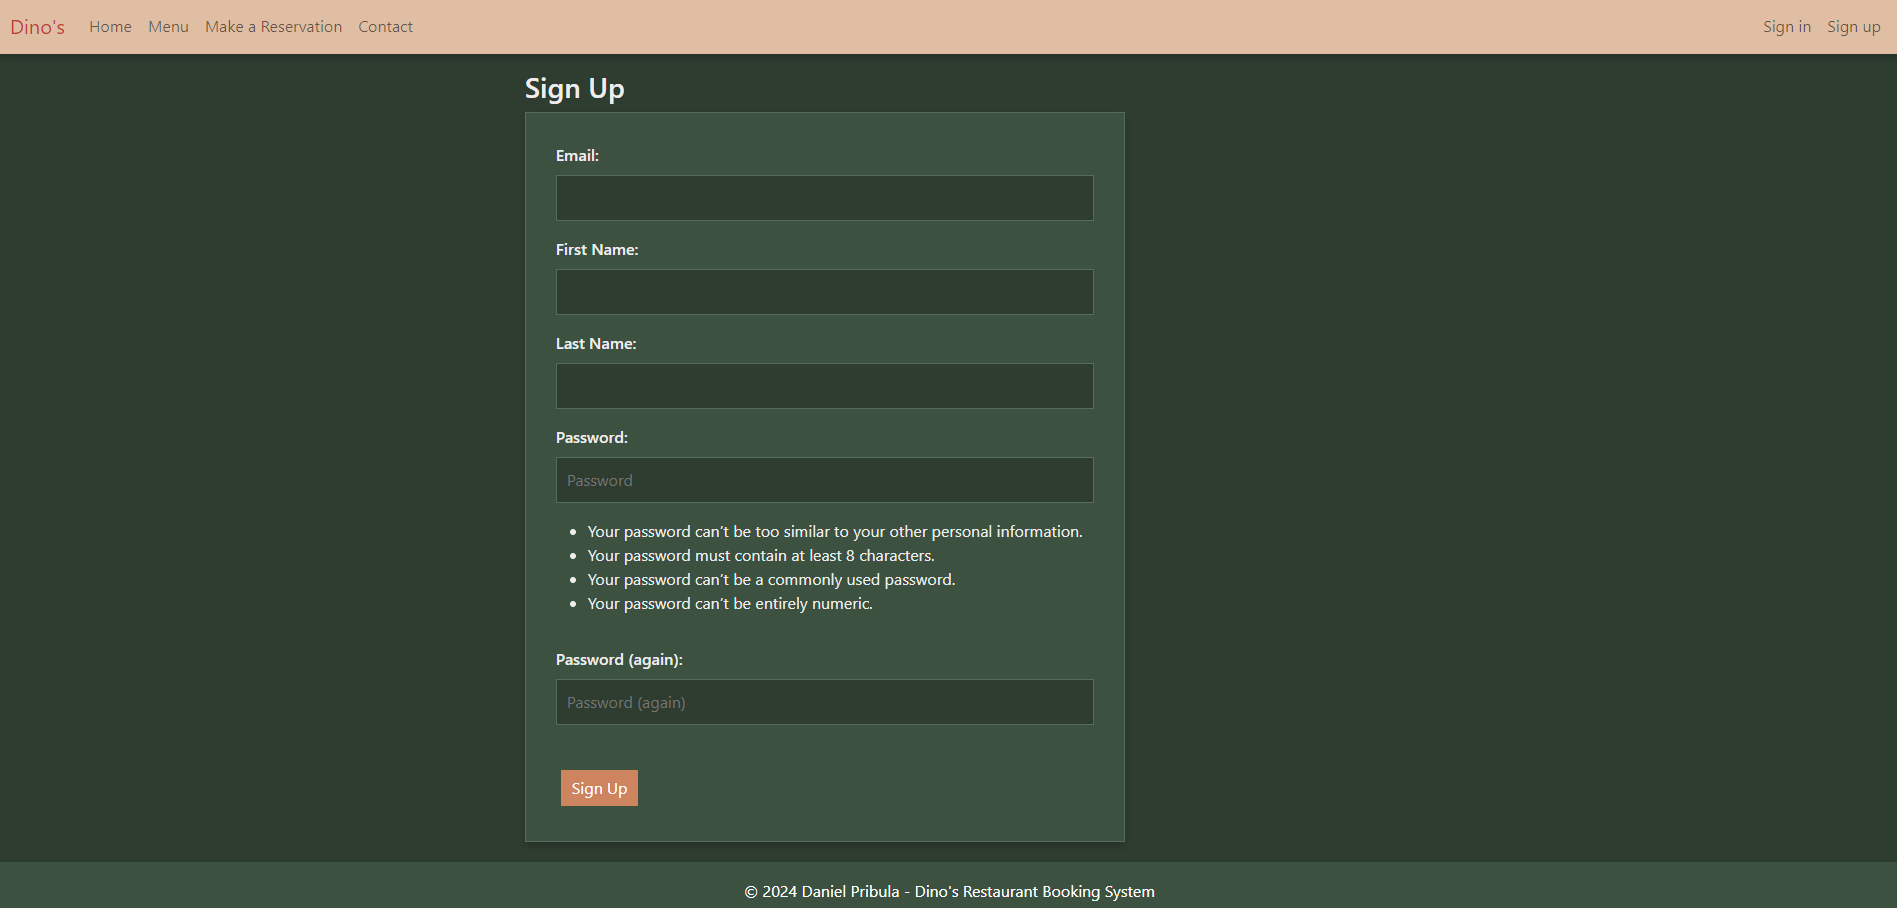 Dino's Home Menu Make a Reservation Contact Sign in Sign up
Sign Up
Email:
First Name:
Last Name:
Password:
Password
• Your password can’t be too similar to your other personal information.
• Your password must contain at least 8 characters.
• Your password can’t be a commonly used password.
• Your password can’t be entirely numeric.
Password (again):
Password (again)
Sign Up
© 2024 Daniel Pribula - Dino's Restaurant Booking System